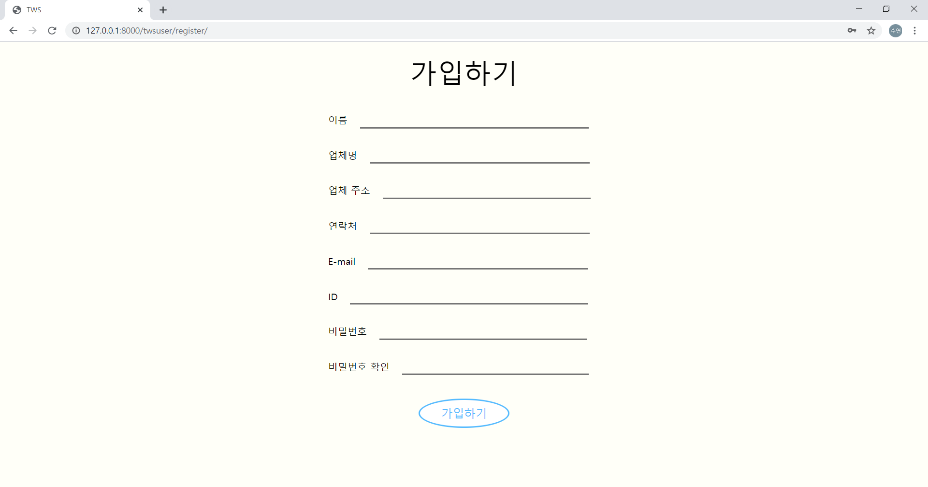 TWS
127.0.0.1:8000/twsuser/register/
수연
가입하기
이름
업체명
업체 주소
연락처
E-mail
ID
비밀번호
비밀번호 확인
가입하기